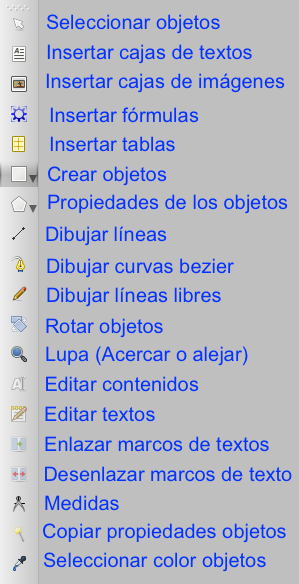 Seleccionar objetos
Insertar cajas de textos
Insertar cajas de imágenes
Insertar fórmulas
Insertar tablas
Crear objetos
Propiedades de los objetos
Dibujar líneas
Dibujar curvas bezier
Dibujar líneas libres
Rotar objetos
Lupa (Acercar o alejar)
Editar contenidos
Editar textos
Enlazar marcos de textos
Desenlazar marcos de texto
Medidas
Copiar propiedades objetos
Seleccionar color objetos